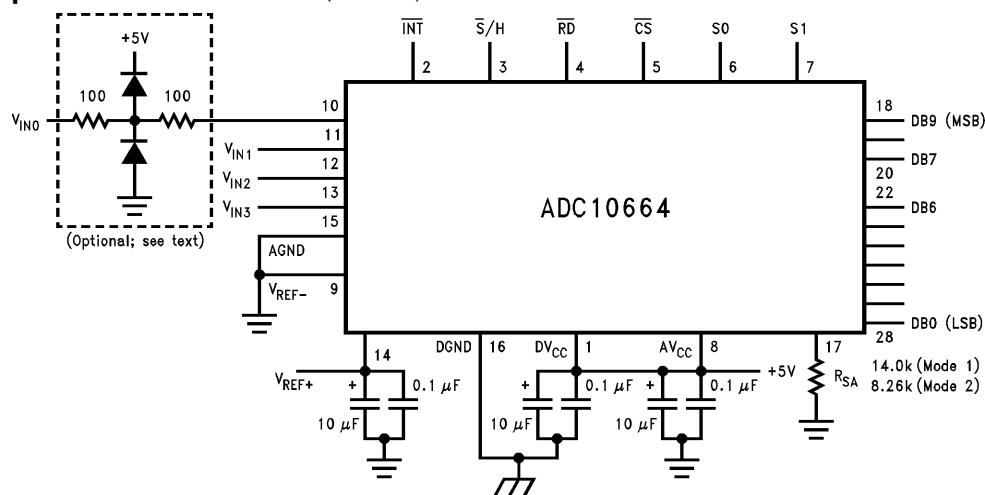 INT S/H RD CS S0 S1
2 3 4 5 6 7
+5V
100 100
V_IN0
10
11
V_IN1
12
V_IN2
13
V_IN3
15
AGND
V_REF- 9
(Optional; see text)
ADC10664
18
DB9 (MSB)
DB7
20
22
DB6
DB0 (LSB)
28
14
V_REF+
+
0.1 μF
10 μF
DGND 16
DV_CC 1
+
0.1 μF
10 μF
AV_CC 8
+
0.1 μF
10 μF
+5V
17
R_SA
14.0k (Mode 1)
8.26k (Mode 2)